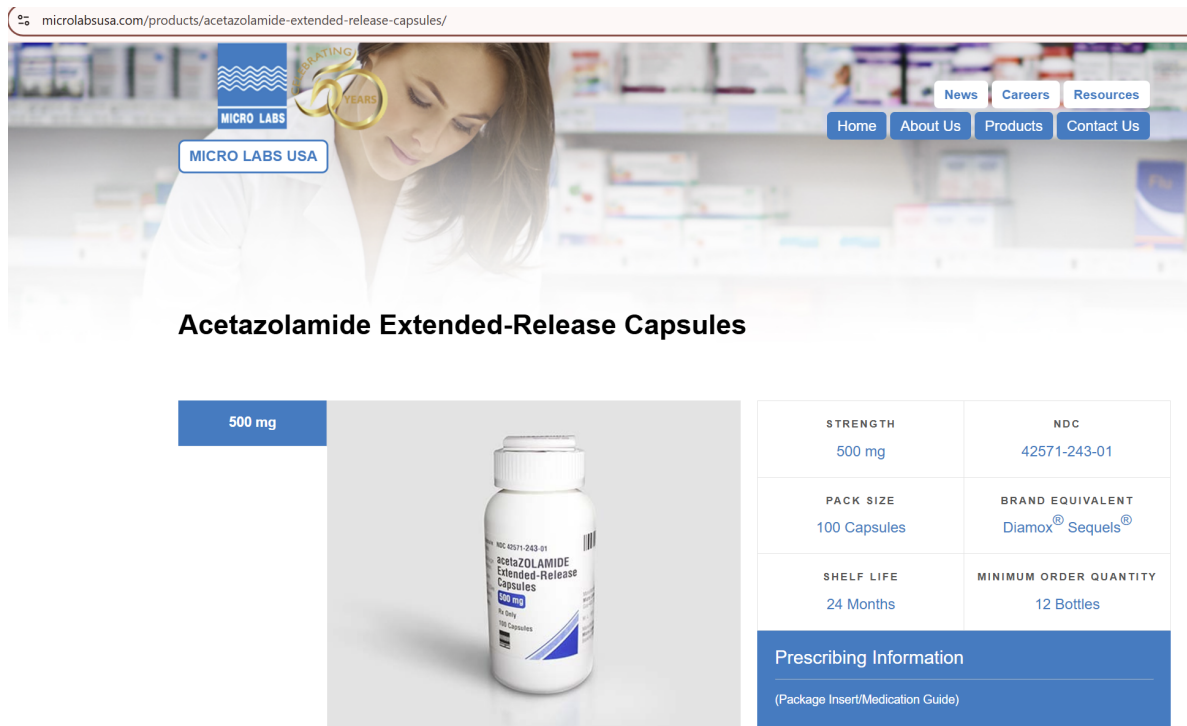 microlabsusa.com/products/acetazolamide-extended-release-capsules/
CELEBRATING
50
YEARS
MICRO LABS
MICRO LABS USA
News Careers Resources
Home About Us Products Contact Us
Flu
Acetazolamide Extended-Release Capsules
500 mg
NDC 42571-243-01
acetaZOLAMIDE
Extended-Release
Capsules
500 mg
Rx Only
100 Capsules
STRENGTH
500 mg
NDC
42571-243-01
PACK SIZE
100 Capsules
BRAND EQUIVALENT
Diamox® Sequels®
SHELF LIFE
24 Months
MINIMUM ORDER QUANTITY
12 Bottles
Prescribing Information
(Package Insert/Medication Guide)